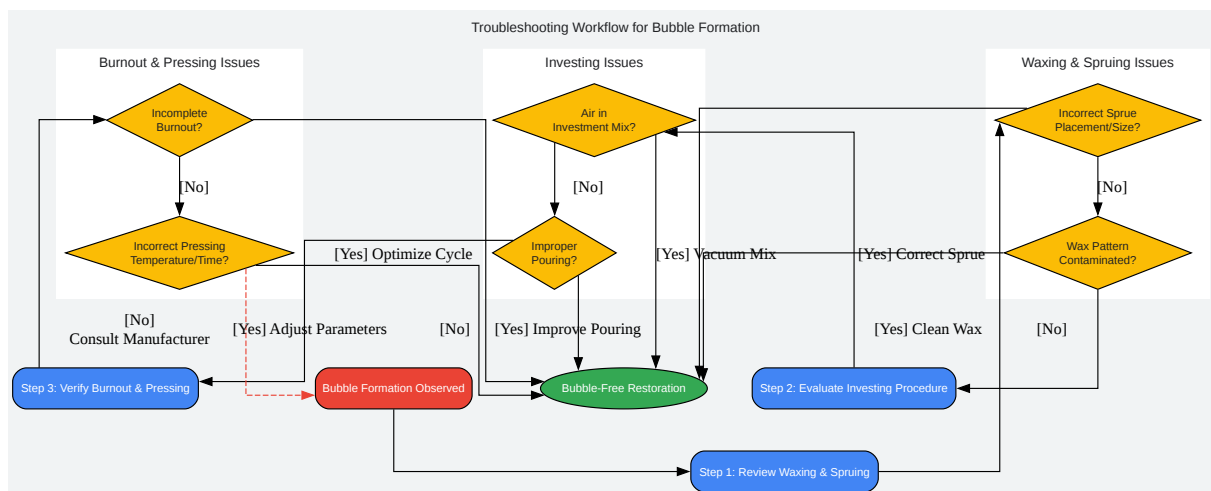 Troubleshooting Workflow for Bubble Formation
Burnout & Pressing Issues
Investing Issues
Waxing & Spruing Issues
Incomplete
Burnout?
Air in
Investment Mix?
Incorrect Sprue
Placement/Size?
[No]
[No]
[No]
Incorrect Pressing
Temperature/Time?
[Yes] Optimize Cycle
Improper
Pouring?
[Yes] Vacuum Mix
[Yes] Correct Sprue
Wax Pattern
Contaminated?
[No]
Consult Manufacturer
[Yes] Adjust Parameters
[No]
[Yes] Improve Pouring
[Yes] Clean Wax
[No]
Step 3: Verify Burnout & Pressing
Bubble Formation Observed
Bubble-Free Restoration
Step 2: Evaluate Investing Procedure
Step 1: Review Waxing & Spruing